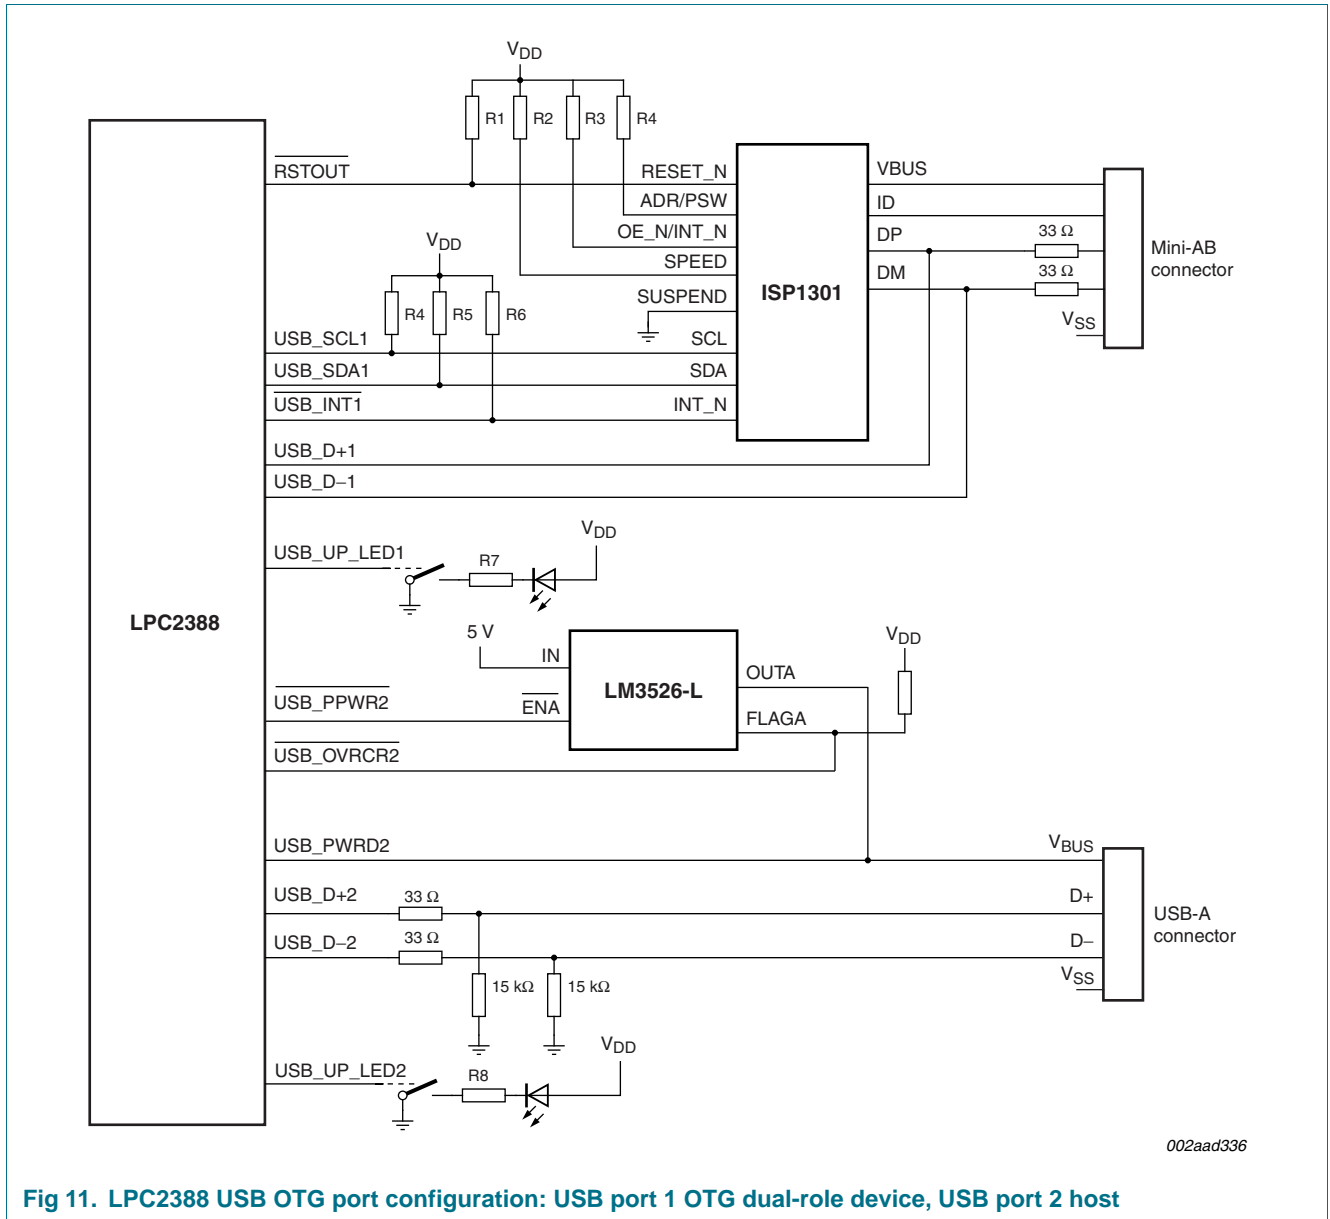 VDD
R1 R2 R3 R4
RSTOUT
RESET_N
ADR/PSW
OE_N/INT_N
SPEED
SUSPEND
SCL
SDA
INT_N
ISP1301
VBUS
ID
DP
DM
33 Ω
33 Ω
VSS
Mini-AB
connector
VDD
R4 R5 R6
USB_SCL1
USB_SDA1
USB_INT1
USB_D+1
USB_D−1
USB_UP_LED1
R7
VDD
LPC2388
5 V
IN
ENA
LM3526-L
OUTA
FLAGA
VDD
USB_PPWR2
USB_OVRCR2
USB_PWRD2
USB_D+2
33 Ω
USB_D−2
33 Ω
15 kΩ 15 kΩ
VBUS
D+
D−
VSS
USB-A
connector
USB_UP_LED2
R8
VDD
002aad336
Fig 11. LPC2388 USB OTG port configuration: USB port 1 OTG dual-role device, USB port 2 host